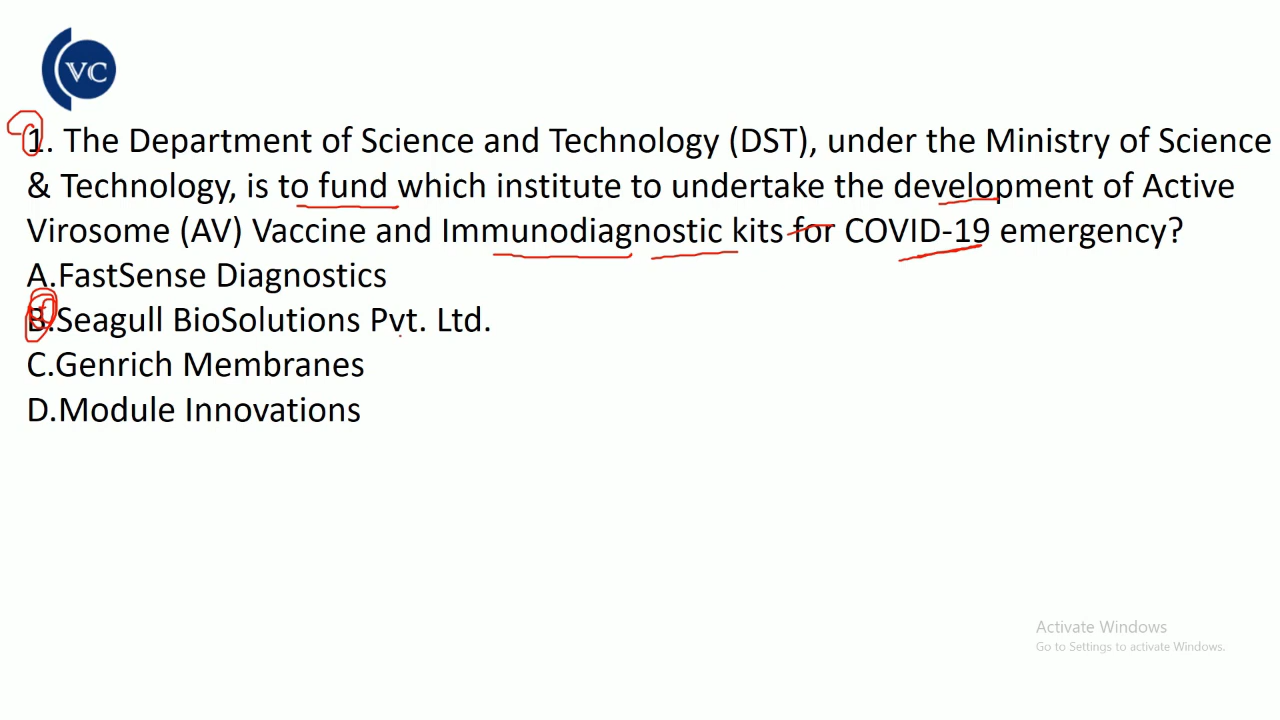 VC
1. The Department of Science and Technology (DST), under the Ministry of Science
& Technology, is to fund which institute to undertake the development of Active
Virosome (AV) Vaccine and Immunodiagnostic kits for COVID-19 emergency?
A.FastSense Diagnostics
B.Seagull BioSolutions Pvt. Ltd.
C.Genrich Membranes
D.Module Innovations
Activate Windows
Go to Settings to activate Windows.